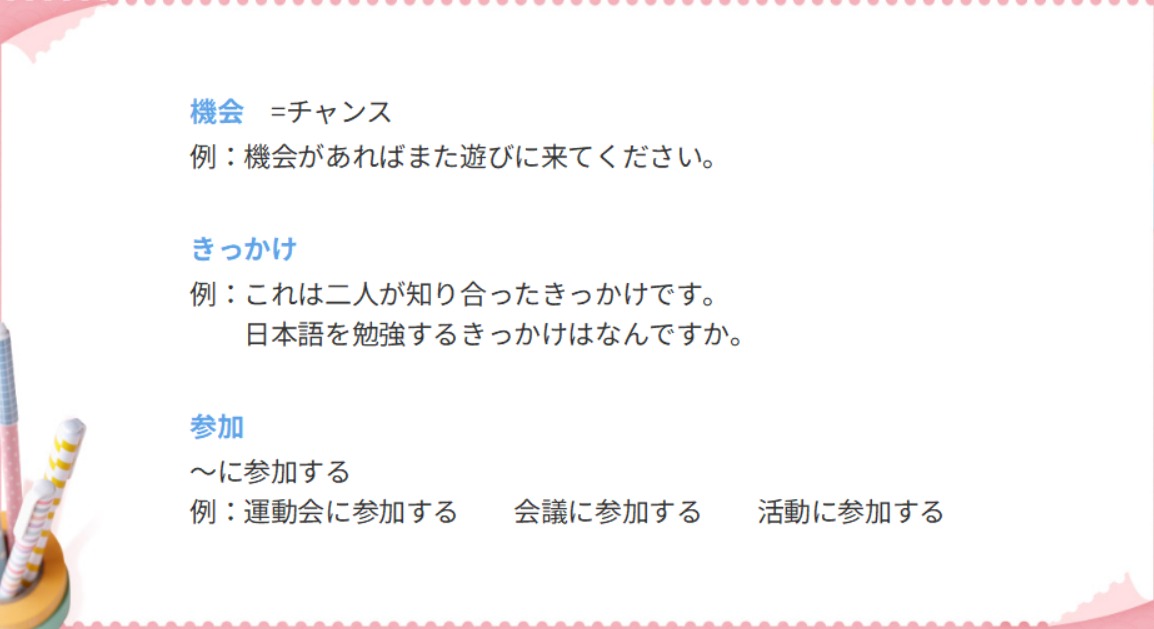 機会　=チャンス
例：機会があればまた遊びに来てください。
きっかけ
例：これは二人が知り合ったきっかけです。
日本語を勉強するきっかけはなんですか。
参加
～に参加する
例：運動会に参加する　　会議に参加する　　活動に参加する